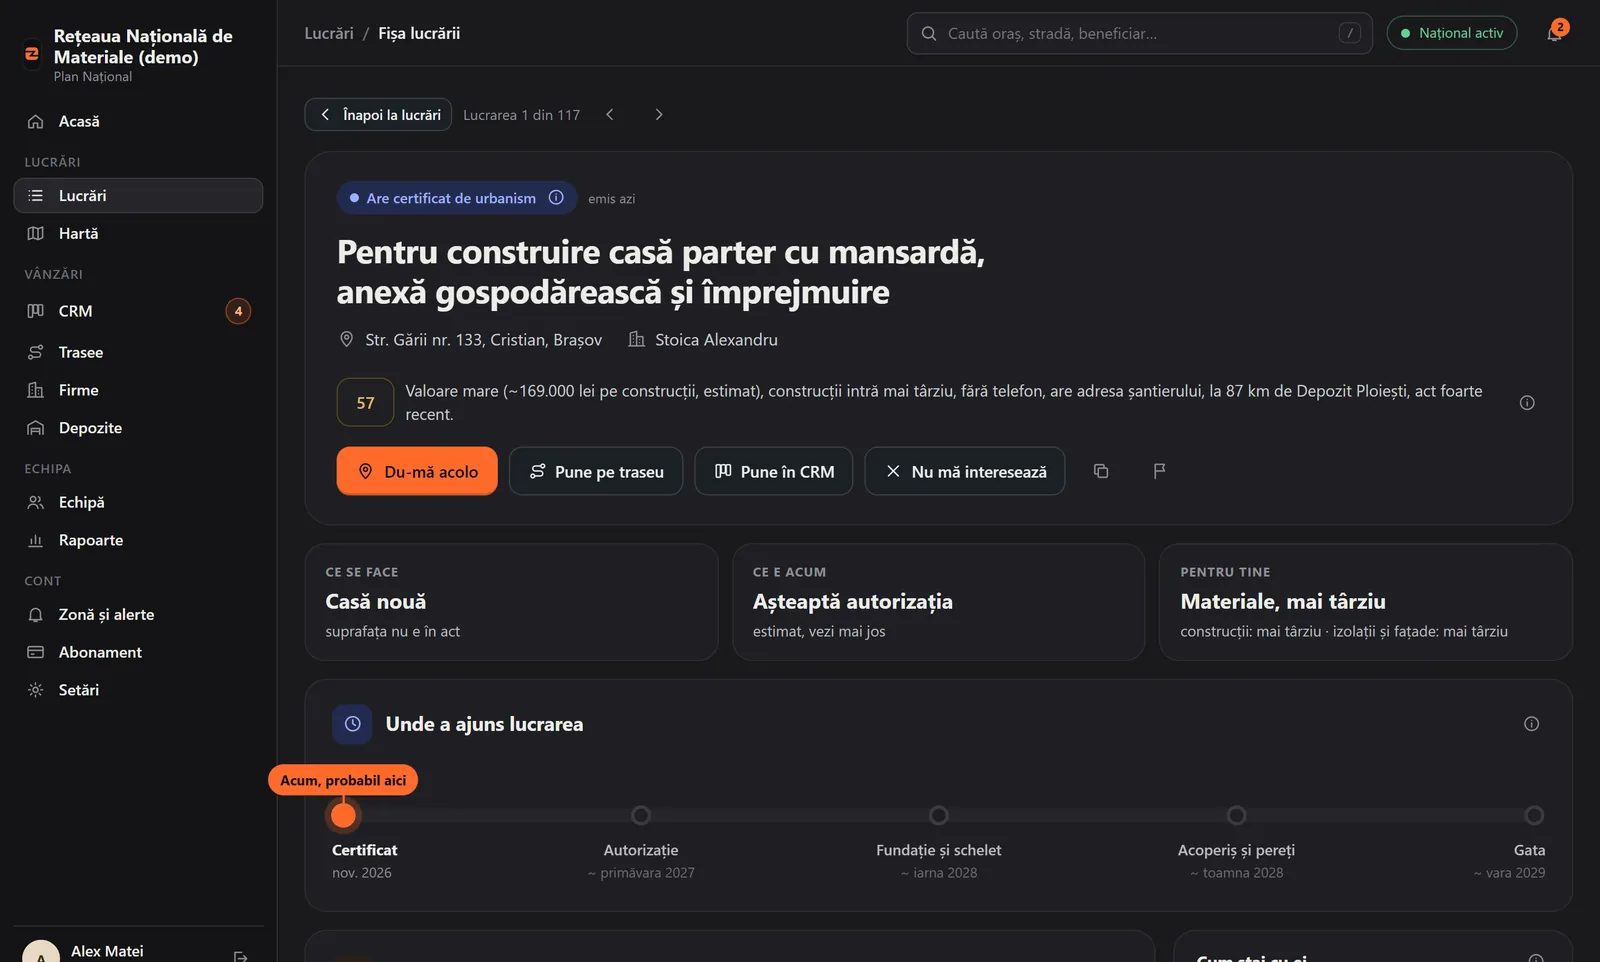 Rețeaua Națională de
Materiale (demo)
Plan Național
Acasă
LUCRĂRI
Lucrări
Hartă
VÂNZĂRI
CRM
4
Trasee
Firme
Depozite
ECHIPA
Echipă
Rapoarte
CONT
Zonă și alerte
Abonament
Setări
A
Alex Matei
Lucrări / Fișa lucrării
Caută oraș, stradă, beneficiar...
/
Național activ
2
Înapoi la lucrări
Lucrarea 1 din 117
Are certificat de urbanism
emis azi
Pentru construire casă parter cu mansardă,
anexă gospodărească și împrejmuire
Str. Gării nr. 133, Cristian, Brașov
Stoica Alexandru
57
Valoare mare (~169.000 lei pe construcții, estimat), construcții intră mai târziu, fără telefon, are adresa șantierului, la 87 km de Depozit Ploiești, act foarte
recent.
Du-mă acolo
Pune pe traseu
Pune în CRM
Nu mă interesează
CE SE FACE
Casă nouă
suprafața nu e în act
CE E ACUM
Așteaptă autorizația
estimat, vezi mai jos
PENTRU TINE
Materiale, mai târziu
construcții: mai târziu · izolații și fațade: mai târziu
Unde a ajuns lucrarea
Acum, probabil aici
Certificat
nov. 2026
Autorizație
~ primăvara 2027
Fundație și schelet
~ iarna 2028
Acoperiș și pereți
~ toamna 2028
Gata
~ vara 2029
Cum stai cu ei